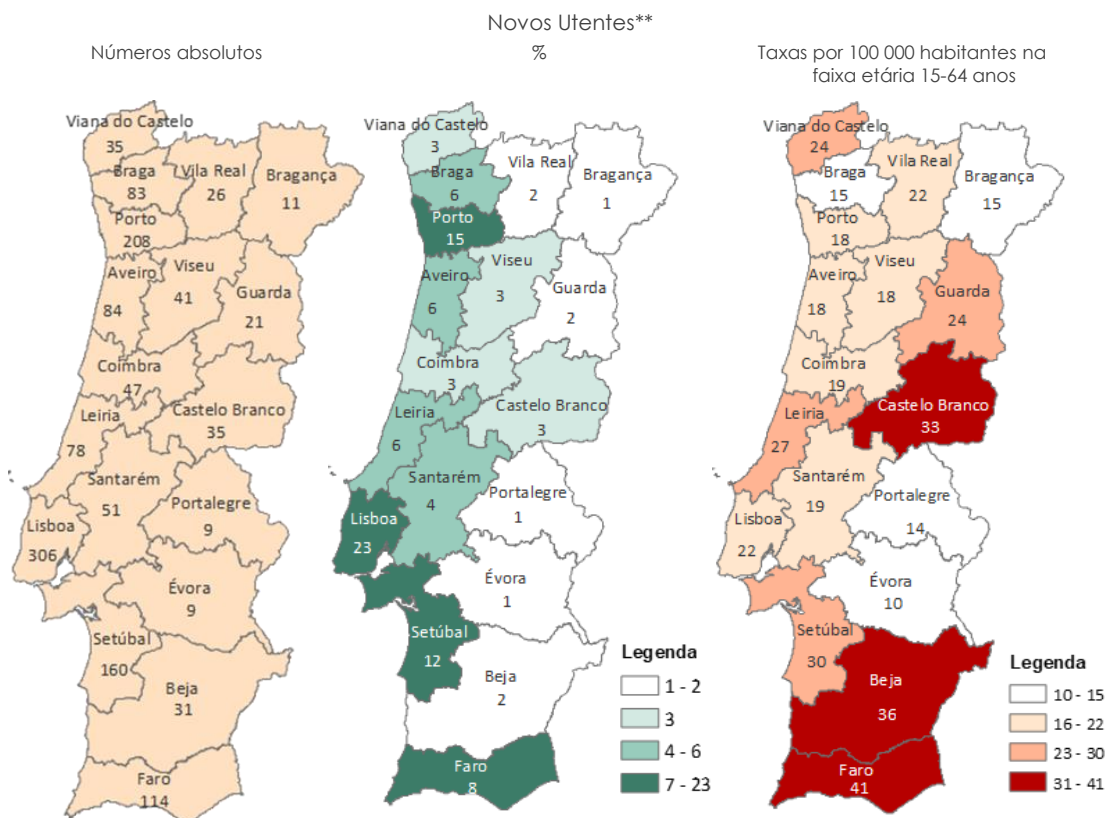 Novos Utentes**
Números absolutos
%
Taxas por 100 000 habitantes na
faixa etária 15-64 anos
Viana do Castelo
35
Braga
83
Vila Real
26
Bragança
11
Porto
208
Aveiro
84
Viseu
41
Guarda
21
Coimbra
47
Leiria
78
Castelo Branco
35
Santarém
51
Portalegre
9
Lisboa
306
Évora
9
Setúbal
160
Beja
31
Faro
114
Viana do Castelo
3
Braga
6
Vila Real
2
Bragança
1
Porto
15
Aveiro
6
Viseu
3
Guarda
2
Coimbra
3
Leiria
6
Castelo Branco
3
Santarém
4
Portalegre
1
Lisboa
23
Évora
1
Setúbal
12
Beja
2
Faro
8
Legenda
1 - 2
3
4 - 6
7 - 23
Viana do Castelo
24
Braga
15
Vila Real
22
Bragança
15
Porto
18
Aveiro
18
Viseu
18
Guarda
24
Coimbra
19
Leiria
27
Castelo Branco
33
Santarém
19
Portalegre
14
Lisboa
22
Évora
10
Setúbal
30
Beja
36
Faro
41
Legenda
10 - 15
16 - 22
23 - 30
31 - 41